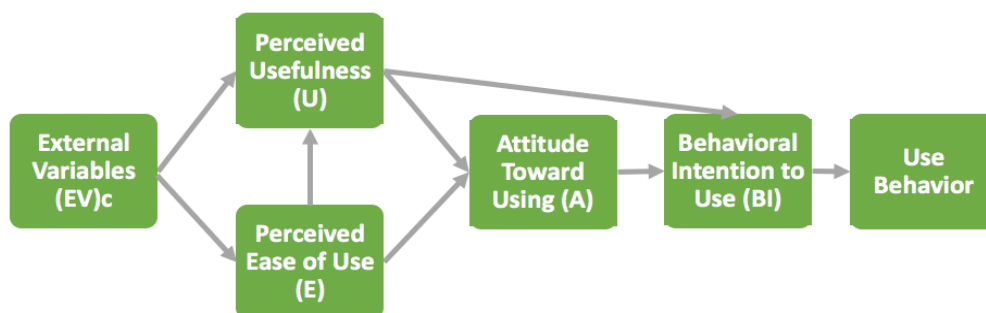 Perceived
Usefulness
(U)
External
Variables
(EV)c
Perceived
Ease of Use
(E)
Attitude
Toward
Using (A)
Behavioral
Intention to
Use (BI)
Use
Behavior